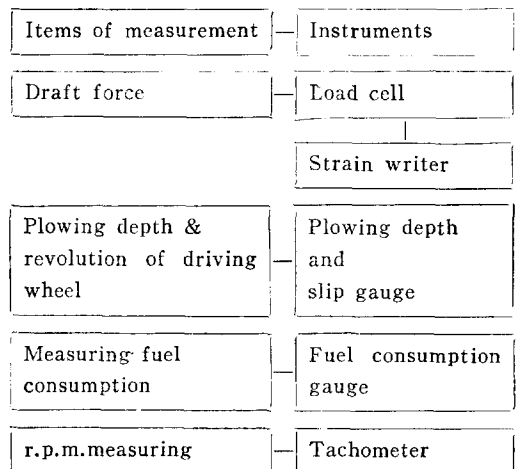 Items of measurement
Instruments
Draft force
Load cell
Strain writer
Plowing depth &
revolution of driving
wheel
Plowing depth
and
slip gauge
Measuring fuel
consumption
Fuel consumption
gauge
r.p.m.measuring
Tachometer